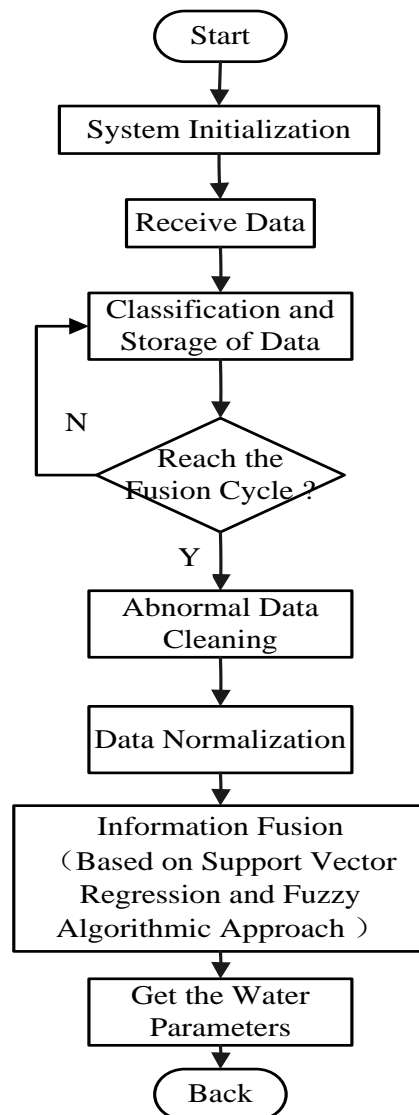 Start
System Initialization
Receive Data
Classification and
Storage of Data
N
Reach the
Fusion Cycle ?
Y
Abnormal Data
Cleaning
Data Normalization
Information Fusion
（Based on Support Vector
Regression and Fuzzy
Algorithmic Approach ）
Get the Water
Parameters
Back